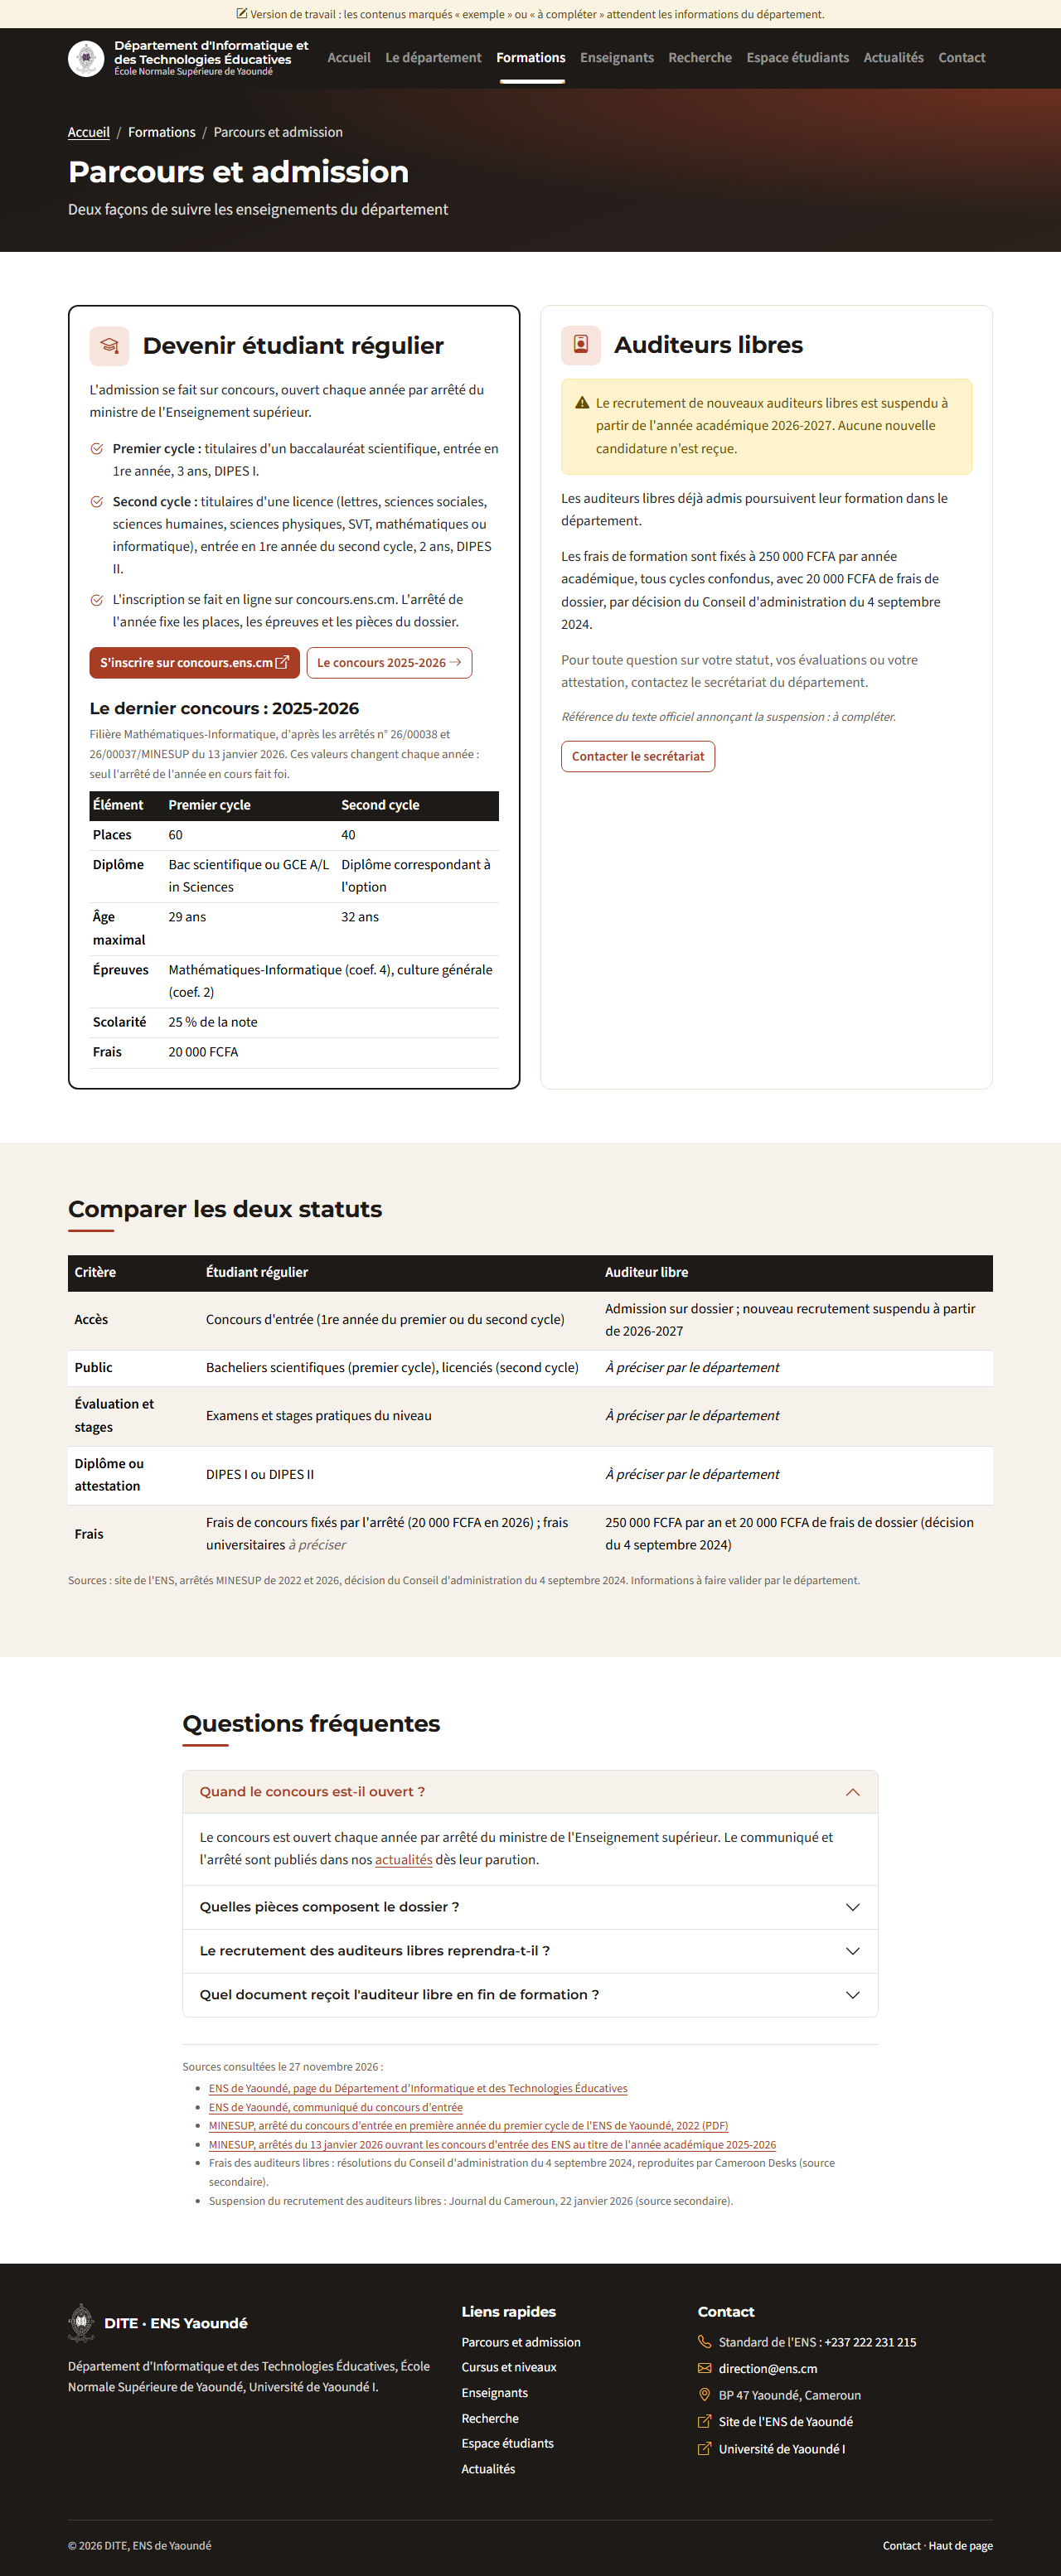 Version de travail : les contenus marqués « exemple » ou « à compléter » attendent les informations du département.
Département d'Informatique et
des Technologies Éducatives
École Normale Supérieure de Yaoundé
Accueil Le département Formations Enseignants Recherche Espace étudiants Actualités Contact
Accueil / Formations / Parcours et admission
Parcours et admission
Deux façons de suivre les enseignements du département
Devenir étudiant régulier
L'admission se fait sur concours, ouvert chaque année par arrêté du
ministre de l'Enseignement supérieur.
Premier cycle : titulaires d'un baccalauréat scientifique, entrée en
1re année, 3 ans, DIPES I.
Second cycle : titulaires d'une licence (lettres, sciences sociales,
sciences humaines, sciences physiques, SVT, mathématiques ou
informatique), entrée en 1re année du second cycle, 2 ans, DIPES
II.
L'inscription se fait en ligne sur concours.ens.cm. L'arrêté de
l'année fixe les places, les épreuves et les pièces du dossier.
S'inscrire sur concours.ens.cm Le concours 2025-2026
Le dernier concours : 2025-2026
Filière Mathématiques-Informatique, d'après les arrêtés n° 26/00038 et
26/00037/MINESUP du 13 janvier 2026. Ces valeurs changent chaque année :
seul l'arrêté de l'année en cours fait foi.
Élément Premier cycle Second cycle
Places 60 40
Diplôme Bac scientifique ou GCE A/L Diplôme correspondant à
in Sciences l'option
Âge 29 ans 32 ans
maximal
Épreuves Mathématiques-Informatique (coef. 4), culture générale
(coef. 2)
Scolarité 25 % de la note
Frais 20 000 FCFA
Auditeurs libres
Le recrutement de nouveaux auditeurs libres est suspendu à
partir de l'année académique 2026-2027. Aucune nouvelle
candidature n'est reçue.
Les auditeurs libres déjà admis poursuivent leur formation dans le
département.
Les frais de formation sont fixés à 250 000 FCFA par année
académique, tous cycles confondus, avec 20 000 FCFA de frais de
dossier, par décision du Conseil d'administration du 4 septembre
2024.
Pour toute question sur votre statut, vos évaluations ou votre
attestation, contactez le secrétariat du département.
Référence du texte officiel annonçant la suspension : à compléter.
Contacter le secrétariat
Comparer les deux statuts
Critère Étudiant régulier Auditeur libre
Accès Concours d'entrée (1re année du premier ou du second cycle) Admission sur dossier ; nouveau recrutement suspendu à partir
de 2026-2027
Public Bacheliers scientifiques (premier cycle), licenciés (second cycle) À préciser par le département
Évaluation et
stages Examens et stages pratiques du niveau À préciser par le département
Diplôme ou
attestation DIPES I ou DIPES II À préciser par le département
Frais Frais de concours fixés par l'arrêté (20 000 FCFA en 2026) ; frais
universitaires à préciser 250 000 FCFA par an et 20 000 FCFA de frais de dossier (décision
du 4 septembre 2024)
Sources : site de l'ENS, arrêtés MINESUP de 2022 et 2026, décision du Conseil d'administration du 4 septembre 2024. Informations à faire valider par le département.
Questions fréquentes
Quand le concours est-il ouvert ?
Le concours est ouvert chaque année par arrêté du ministre de l'Enseignement supérieur. Le communiqué et
l'arrêté sont publiés dans nos actualités dès leur parution.
Quelles pièces composent le dossier ?
Le recrutement des auditeurs libres reprendra-t-il ?
Quel document reçoit l'auditeur libre en fin de formation ?
Sources consultées le 27 novembre 2026 :
ENS de Yaoundé, page du Département d'Informatique et des Technologies Éducatives
ENS de Yaoundé, communiqué du concours d'entrée
MINESUP, arrêté du concours d'entrée en première année du premier cycle de l'ENS de Yaoundé, 2022 (PDF)
MINESUP, arrêtés du 13 janvier 2026 ouvrant les concours d'entrée des ENS au titre de l'année académique 2025-2026
Frais des auditeurs libres : résolutions du Conseil d'administration du 4 septembre 2024, reproduites par Cameroon Desks (source
secondaire).
Suspension du recrutement des auditeurs libres : Journal du Cameroun, 22 janvier 2026 (source secondaire).
DITE · ENS Yaoundé
Département d'Informatique et des Technologies Éducatives, École
Normale Supérieure de Yaoundé, Université de Yaoundé I.
Liens rapides
Parcours et admission
Cursus et niveaux
Enseignants
Recherche
Espace étudiants
Actualités
Contact
Standard de l'ENS : +237 222 231 215
direction@ens.cm
BP 47 Yaoundé, Cameroun
Site de l'ENS de Yaoundé
Université de Yaoundé I
© 2026 DITE, ENS de Yaoundé
Contact · Haut de page